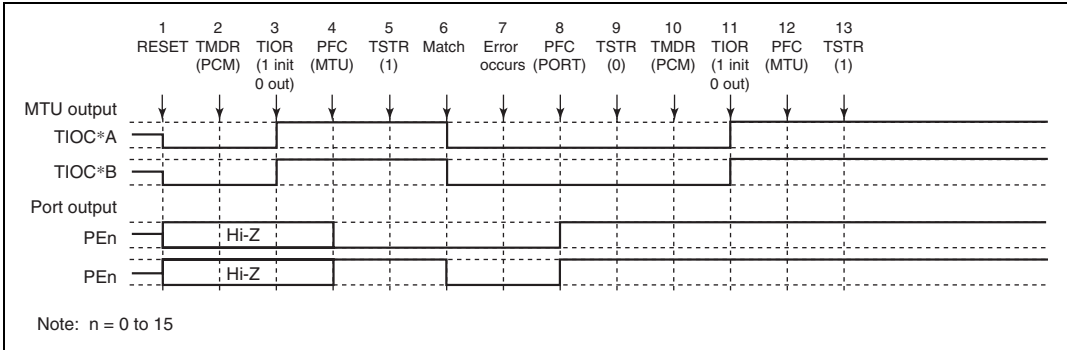 1 2 3 4 5 6 7 8 9 10 11 12 13
RESET TMDR TIOR PFC TSTR Match Error PFC TSTR TMDR TIOR PFC TSTR
(PCM) (1 init (MTU) (1) occurs (PORT) (0) (PCM) (1 init (MTU) (1)
0 out) 0 out)
MTU output
TIOC*A
TIOC*B
Port output
PEn Hi-Z
PEn Hi-Z
Note: n = 0 to 15